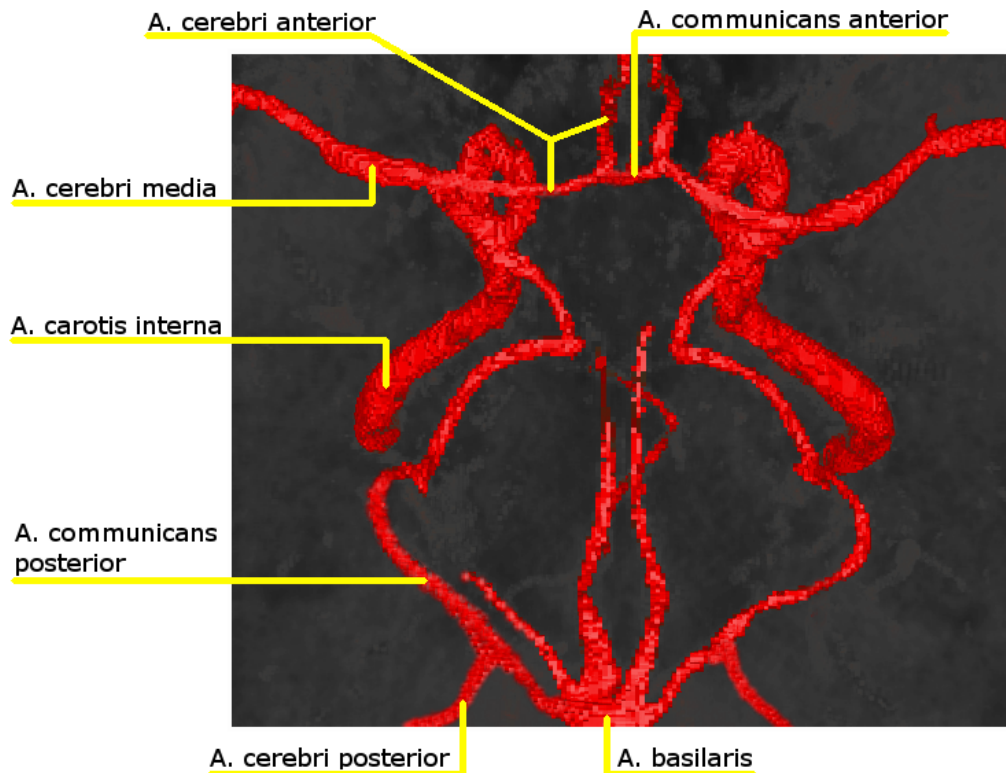 A. cerebri anterior
A. communicans anterior
A. cerebri media
A. carotis interna
A. communicans
posterior
A. cerebri posterior
A. basilaris